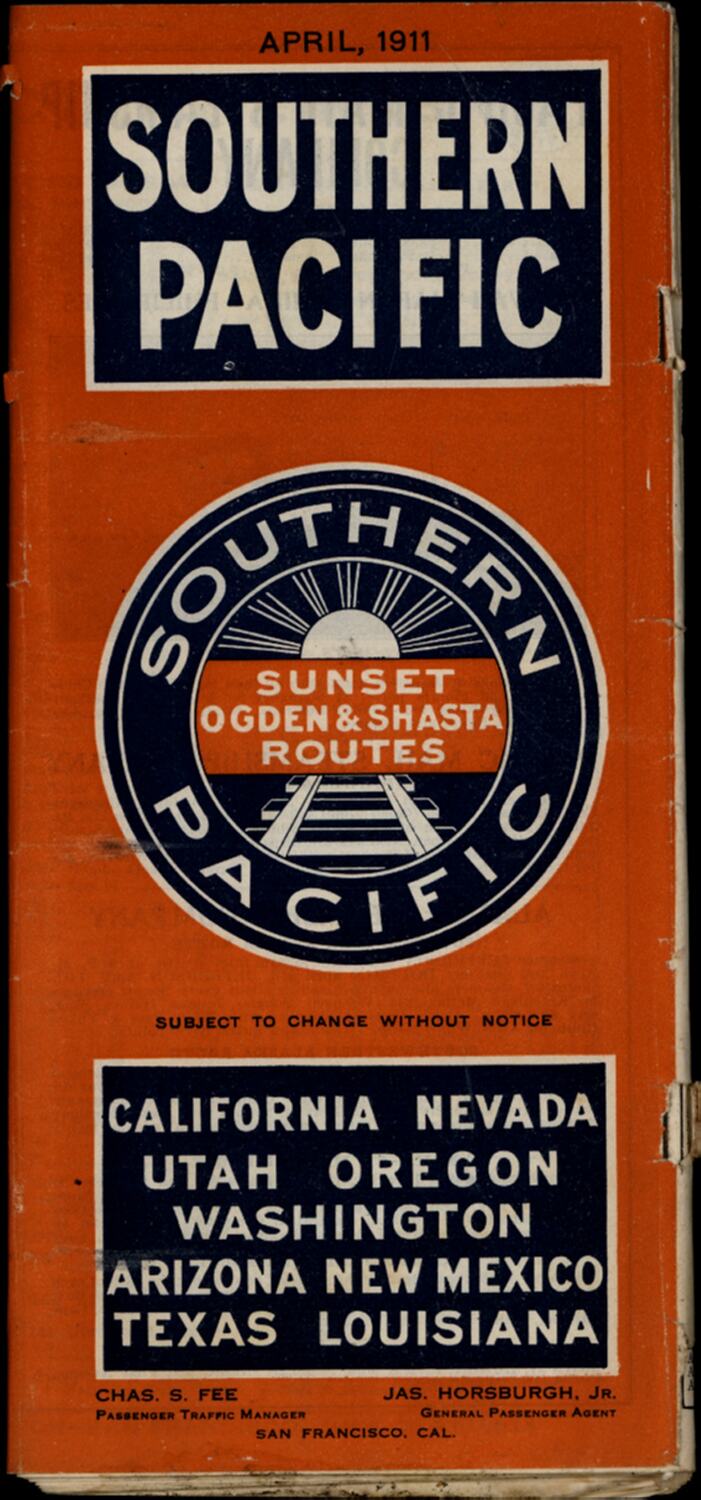 APRIL, 1911
SOUTHERN
PACIFIC
SOUTHERN
SUNSET
OGDEN & SHASTA
ROUTES
PACIFIC
SUBJECT TO CHANGE WITHOUT NOTICE
CALIFORNIA NEVADA
UTAH OREGON
WASHINGTON
ARIZONA NEW MEXICO
TEXAS LOUISIANA
CHAS. S. FEE JAS. HORSBURGH, JR.
PASSENGER TRAFFIC MANAGER GENERAL PASSENGER AGENT
SAN FRANCISCO, CAL.